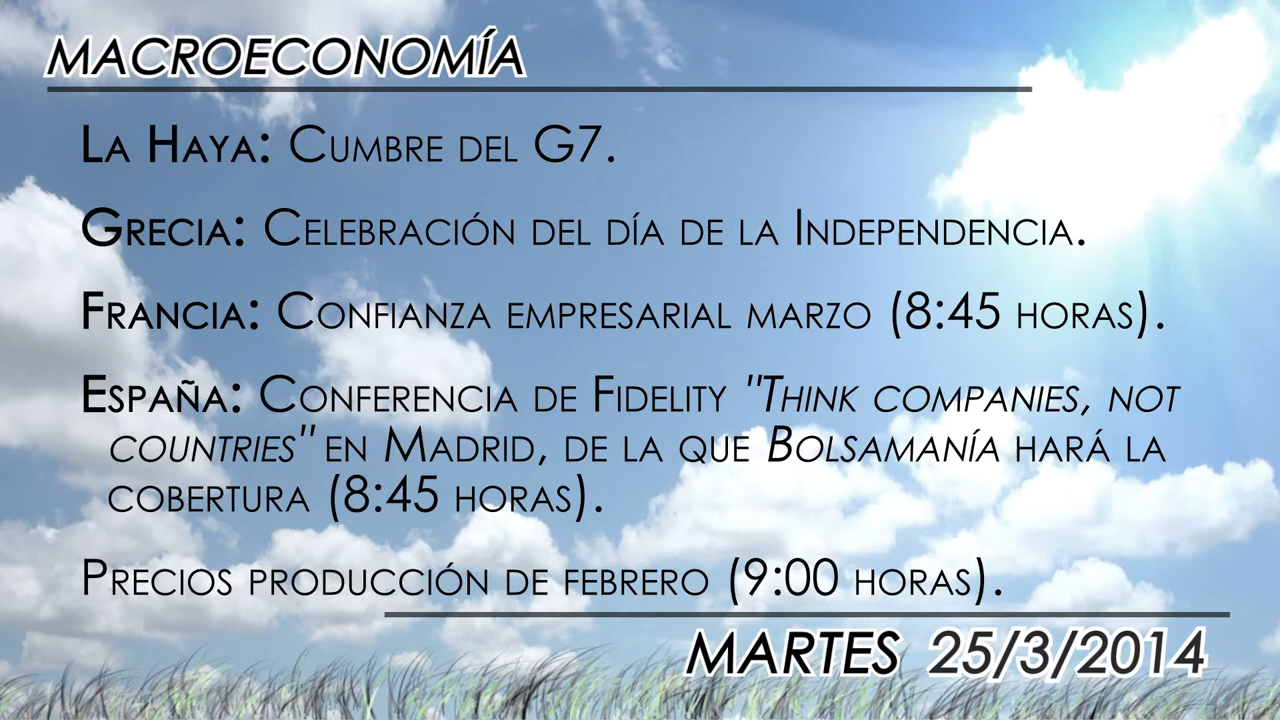 MACROECONOMÍA
La Haya: Cumbre del G7.
Grecia: Celebración del día de la Independencia.
Francia: Confianza empresarial marzo (8:45 horas).
España: Conferencia de Fidelity "Think companies, not
countries" en Madrid, de la que Bolsamanía hará la
cobertura (8:45 horas).
Precios producción de febrero (9:00 horas).
MARTES 25/3/2014